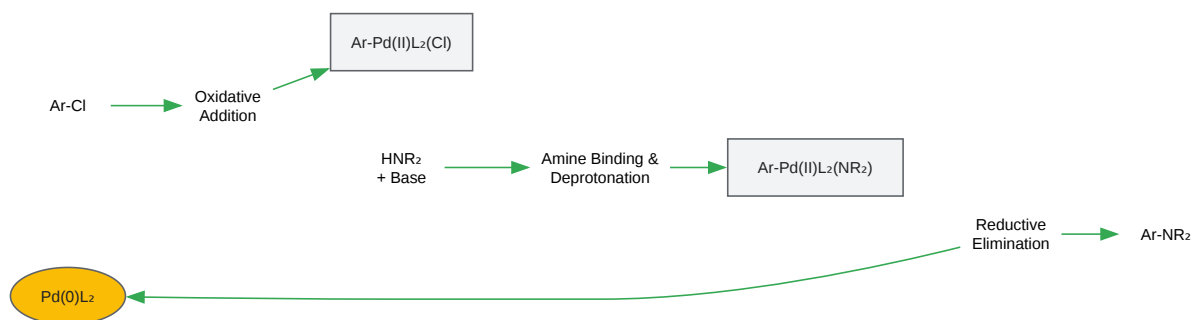 Ar-Pd(II)L₂(Cl)
Ar-Cl
Oxidative
Addition
HNR₂
+ Base
Amine Binding &
Deprotonation
Ar-Pd(II)L₂(NR₂)
Reductive
Elimination
Ar-NR₂
Pd(0)L₂